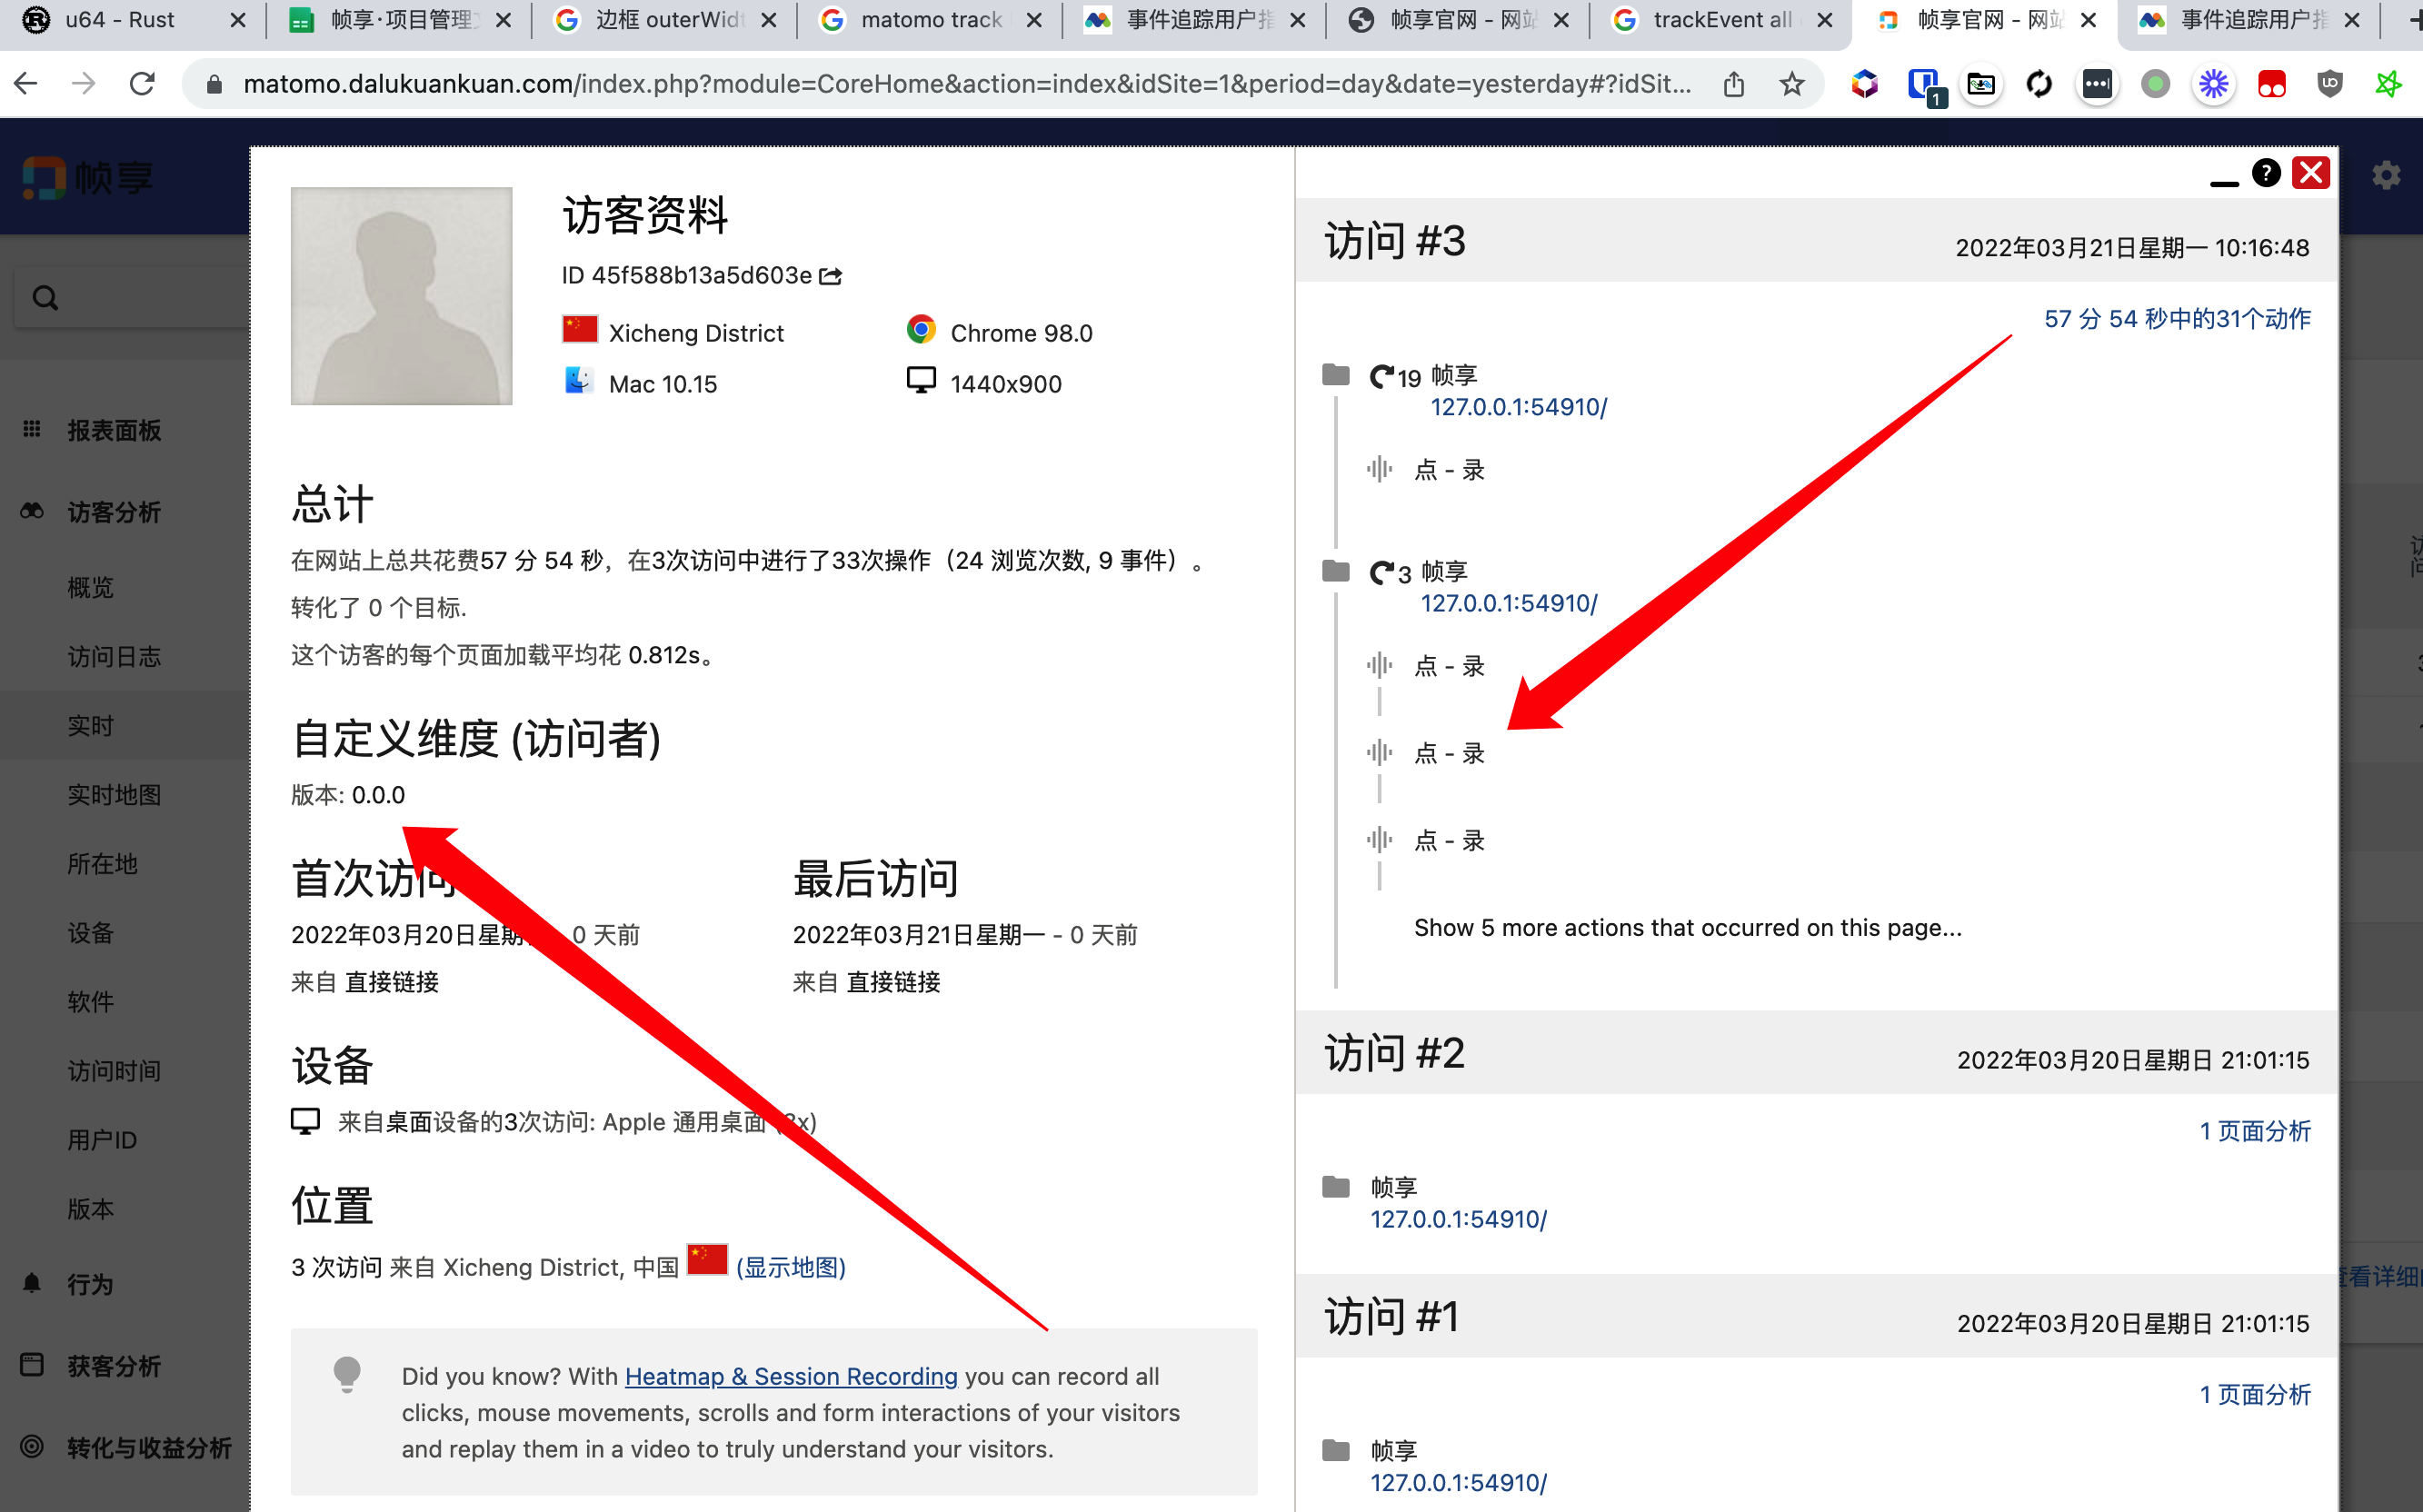 u64 - Rust
帧享·项目管理
边框 outerWidt
matomo track
事件追踪用户指
帧享官网 - 网站
trackEvent all
帧享官网 - 网站
事件追踪用户指
matomo.dalukuankuan.com/index.php?module=CoreHome&action=index&idSite=1&period=day&date=yesterday#?idSit...
1
帧享
报表面板
访客分析
概览
访问日志
实时
实时地图
所在地
设备
软件
访问时间
用户ID
版本
行为
获客分析
转化与收益分析
访客资料
ID 45f588b13a5d603e
Xicheng District
Chrome 98.0
Mac 10.15
1440x900
总计
在网站上总共花费57 分 54 秒，在3次访问中进行了33次操作（24 浏览次数, 9 事件）。
转化了 0 个目标.
这个访客的每个页面加载平均花 0.812s。
自定义维度 (访问者)
版本: 0.0.0
首次访问
2022年03月20日星期 0 天前
来自 直接链接
最后访问
2022年03月21日星期一 - 0 天前
来自 直接链接
设备
来自桌面设备的3次访问: Apple 通用桌面 x)
位置
3 次访问 来自 Xicheng District, 中国 (显示地图)
Did you know? With Heatmap & Session Recording you can record all
clicks, mouse movements, scrolls and form interactions of your visitors
and replay them in a video to truly understand your visitors.
访问 #3
2022年03月21日星期一 10:16:48
57 分 54 秒中的31个动作
19 帧享
127.0.0.1:54910/
点 - 录
3 帧享
127.0.0.1:54910/
点 - 录
点 - 录
点 - 录
Show 5 more actions that occurred on this page...
访问 #2
2022年03月20日星期日 21:01:15
1 页面分析
帧享
127.0.0.1:54910/
访问 #1
2022年03月20日星期日 21:01:15
1 页面分析
帧享
127.0.0.1:54910/
看详细